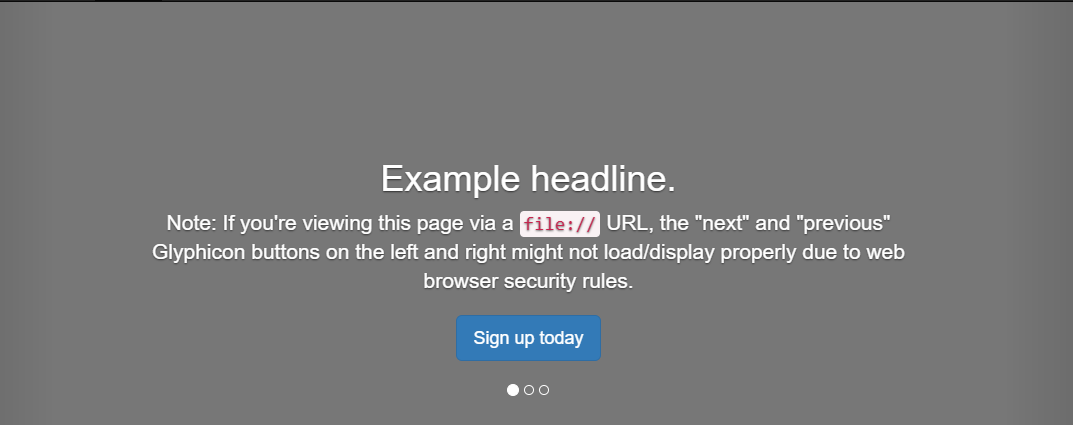 Example headline.
Note: If you're viewing this page via a file:// URL, the "next" and "previous"
Glyphicon buttons on the left and right might not load/display properly due to web
browser security rules.
Sign up today